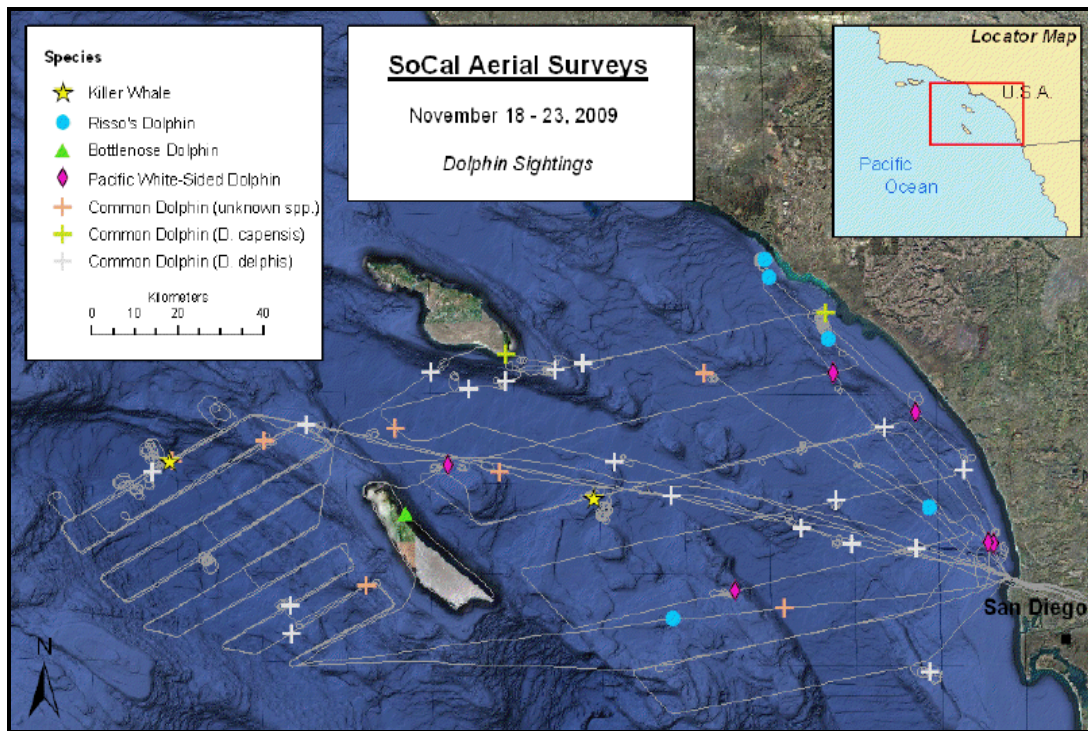 Species
Killer Whale
Risso's Dolphin
Bottlenose Dolphin
Pacific White-Sided Dolphin
Common Dolphin (unknown spp.)
Common Dolphin (D. capensis)
Common Dolphin (D. delphis)
Kilometers
0 10 20 40
SoCal Aerial Surveys
November 18 - 23, 2009
Dolphin Sightings
Locator Map
U.S.A.
Pacific
Ocean
San Diego
N